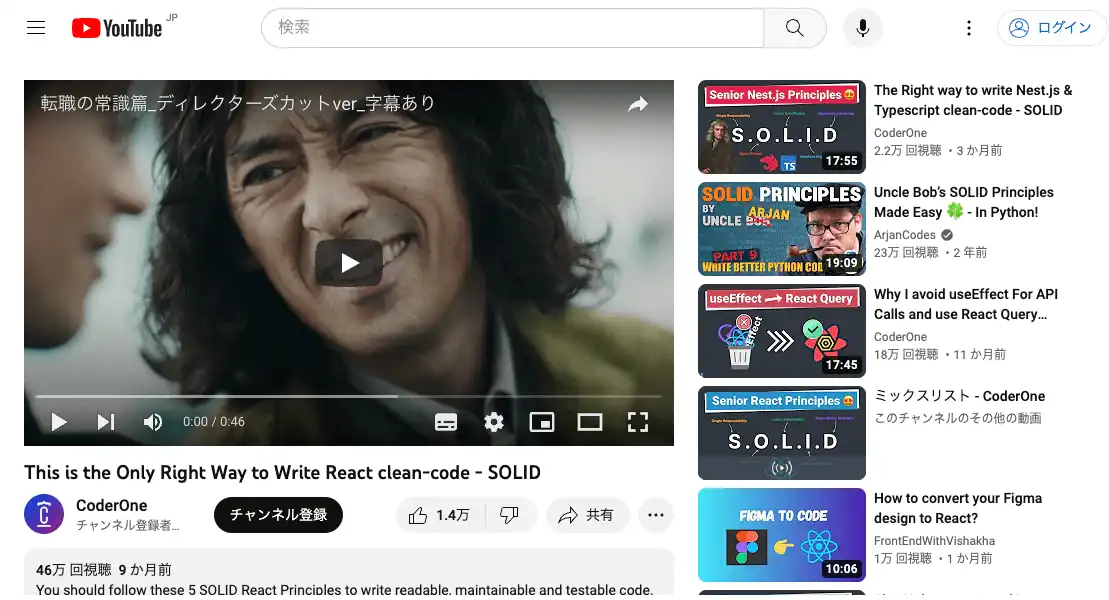 YouTube JP
検索
ログイン
転職の常識篇_ディレクターズカットver_字幕あり
0:00 / 0:46
This is the Only Right Way to Write React clean-code - SOLID
CoderOne
チャンネル登録者...
チャンネル登録
1.4万
共有
46万 回視聴 9 か月前
You should follow these 5 SOLID React Principles to write readable, maintainable and testable code.
Senior Nest.js Principles
S.O.L.I.D
TS
17:55
The Right way to write Nest.js &
Typescript clean-code - SOLID
CoderOne
2.2万 回視聴 ・3 か月前
SOLID PRINCIPLES
BY
UNCLE BOB ARJAN
PART 9
WRITE BETTER PYTHON COD
19:09
Uncle Bob's SOLID Principles
Made Easy 🍀 - In Python!
ArjanCodes
23万 回視聴 ・2 年前
useEffect → React Query
Effect
17:45
Why I avoid useEffect For API
Calls and use React Query…
CoderOne
18万 回視聴 ・11 か月前
Senior React Principles
S.O.L.I.D
ミックスリスト - CoderOne
このチャンネルのその他の動画
FIGMA TO CODE
10:06
How to convert your Figma
design to React?
FrontEndWithVishakha
1万 回視聴 ・1 か月前